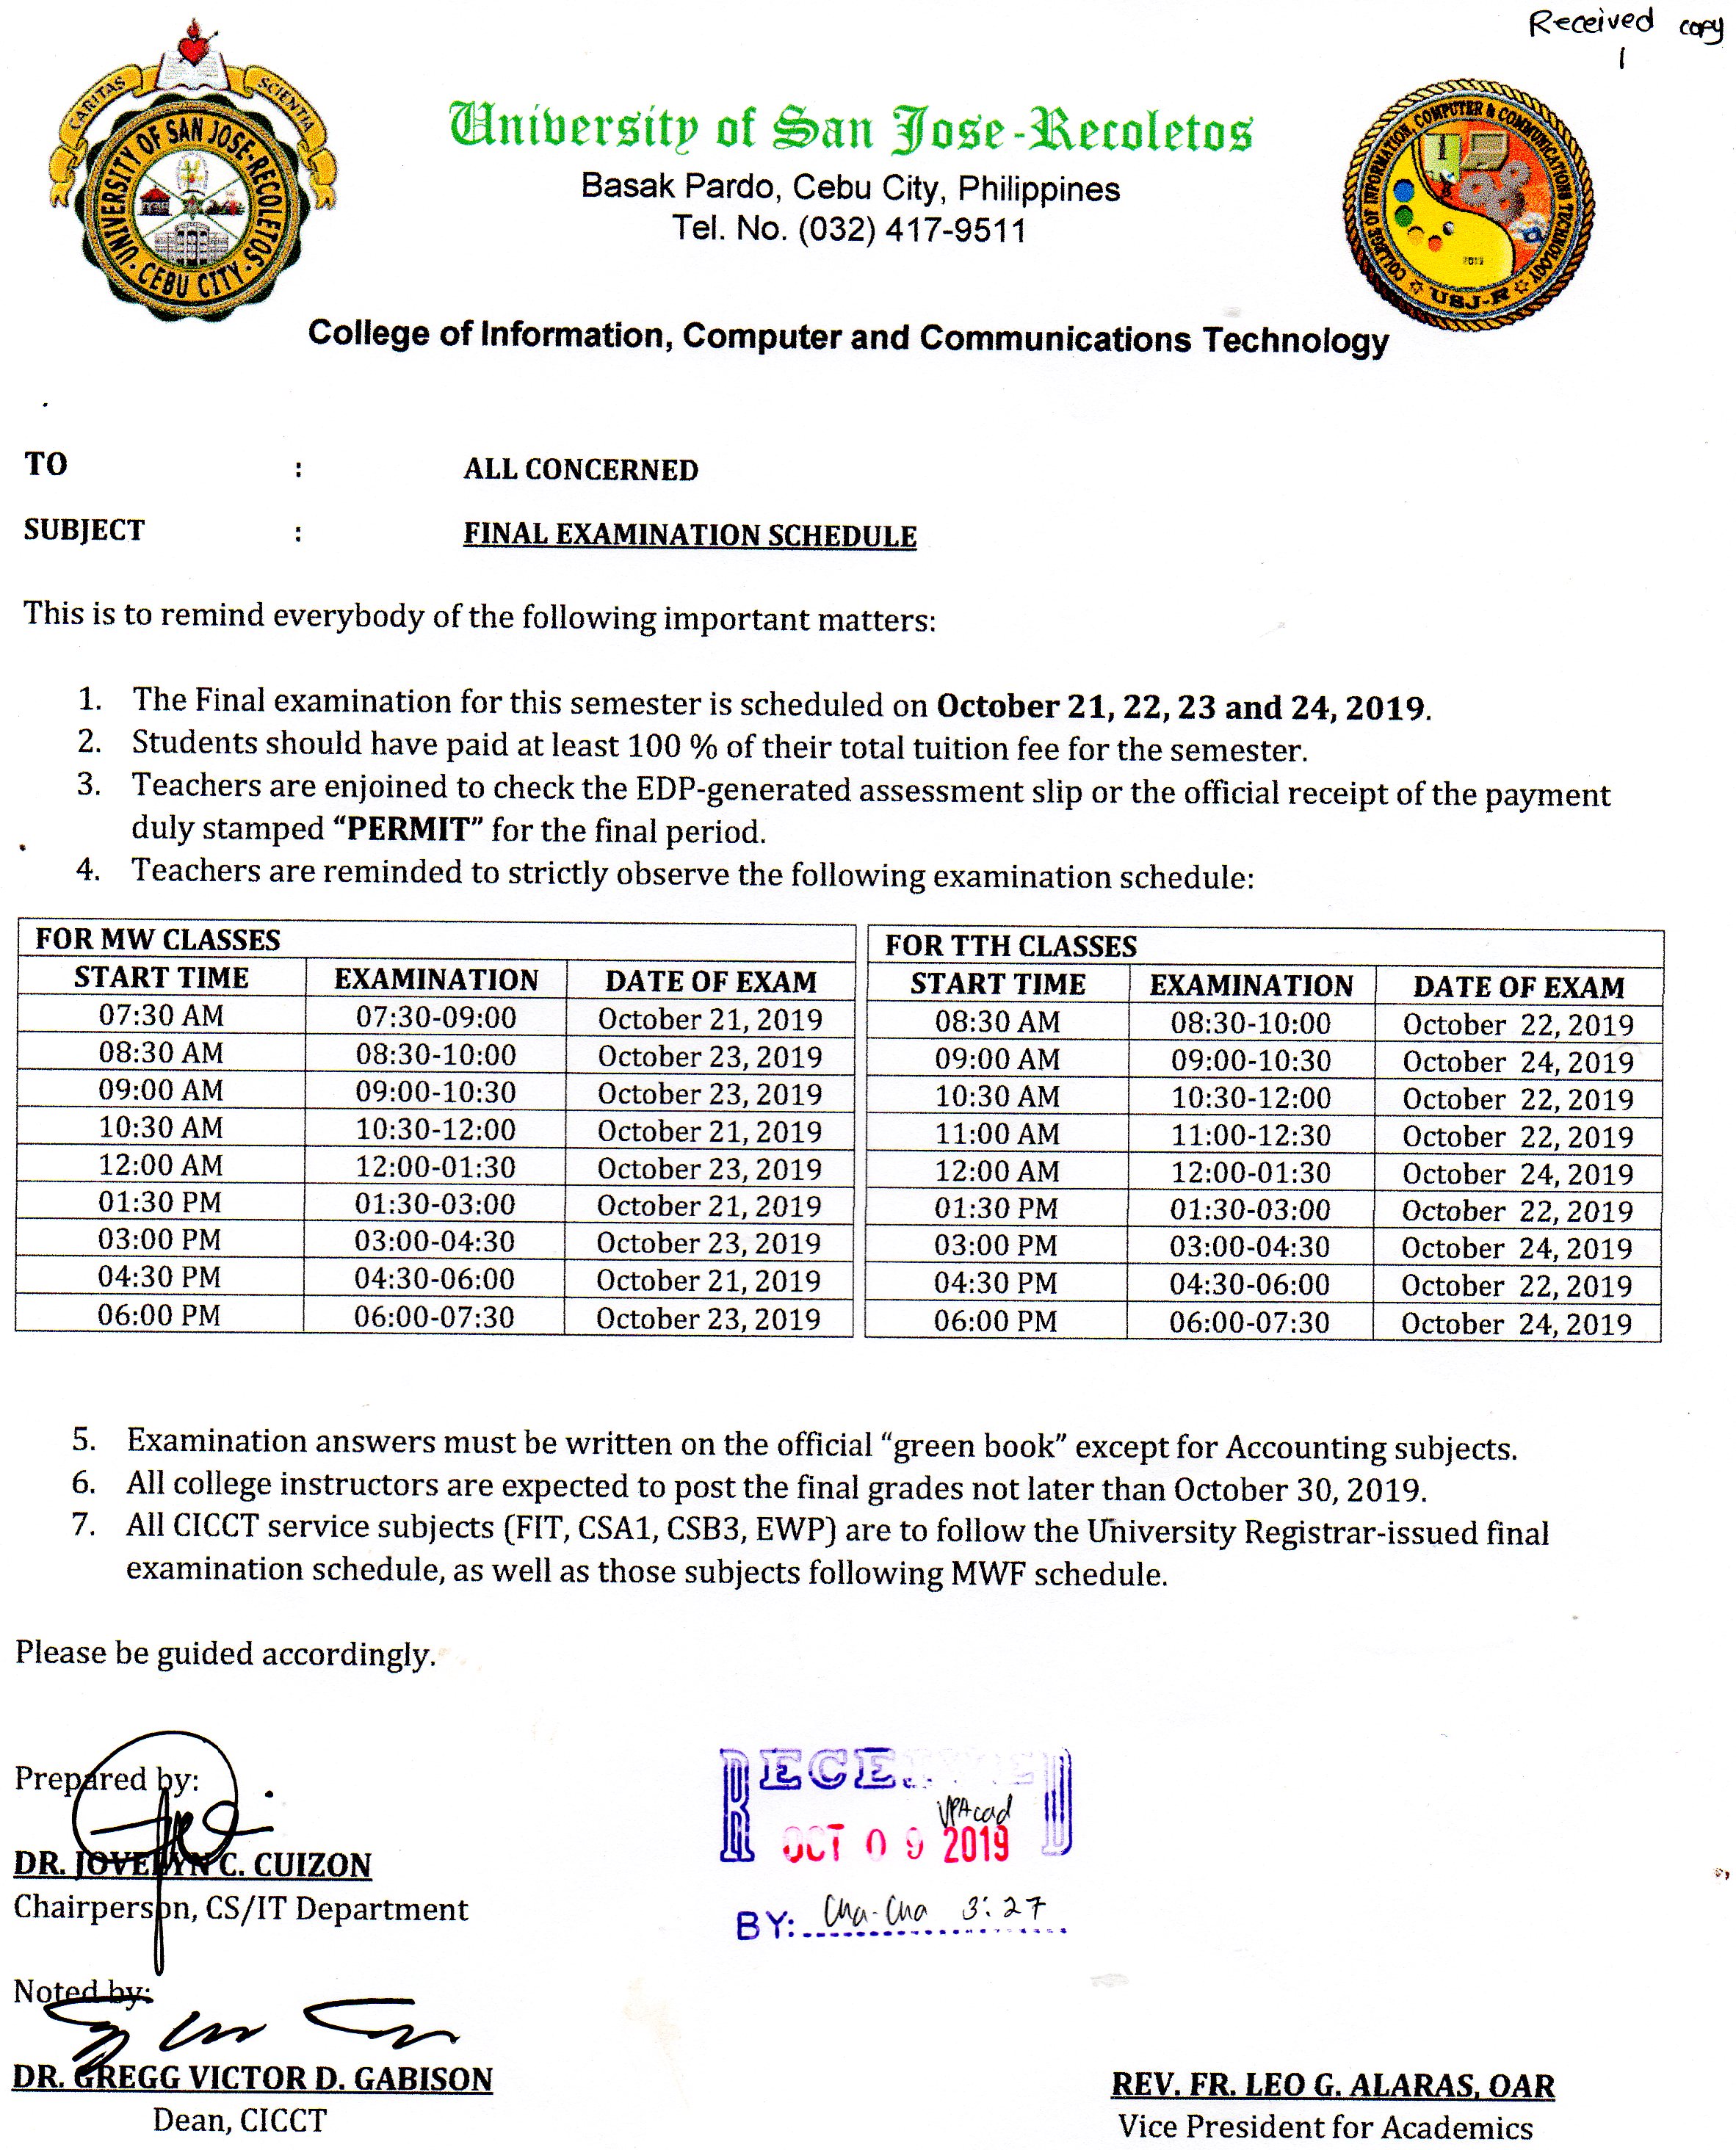 Received copy
1
CARITAS SCIENTIA
UNIVERSITY OF SAN JOSE-RECOLETOS
CEBU CITY
University of San Jose-Recoletos
Basak Pardo, Cebu City, Philippines
Tel. No. (032) 417-9511
COLLEGE OF INFORMATION, COMPUTER & COMMUNICATIONS TECHNOLOGY
2013
USJ-R
College of Information, Computer and Communications Technology
TO : ALL CONCERNED
SUBJECT : FINAL EXAMINATION SCHEDULE
This is to remind everybody of the following important matters:
1. The Final examination for this semester is scheduled on October 21, 22, 23 and 24, 2019.
2. Students should have paid at least 100 % of their total tuition fee for the semester.
3. Teachers are enjoined to check the EDP-generated assessment slip or the official receipt of the payment
duly stamped “PERMIT” for the final period.
4. Teachers are reminded to strictly observe the following examination schedule:
FOR MW CLASSES
START TIME EXAMINATION DATE OF EXAM
07:30 AM 07:30-09:00 October 21, 2019
08:30 AM 08:30-10:00 October 23, 2019
09:00 AM 09:00-10:30 October 23, 2019
10:30 AM 10:30-12:00 October 21, 2019
12:00 AM 12:00-01:30 October 23, 2019
01:30 PM 01:30-03:00 October 21, 2019
03:00 PM 03:00-04:30 October 23, 2019
04:30 PM 04:30-06:00 October 21, 2019
06:00 PM 06:00-07:30 October 23, 2019
FOR TTH CLASSES
START TIME EXAMINATION DATE OF EXAM
08:30 AM 08:30-10:00 October 22, 2019
09:00 AM 09:00-10:30 October 24, 2019
10:30 AM 10:30-12:00 October 22, 2019
11:00 AM 11:00-12:30 October 22, 2019
12:00 AM 12:00-01:30 October 24, 2019
01:30 PM 01:30-03:00 October 22, 2019
03:00 PM 03:00-04:30 October 24, 2019
04:30 PM 04:30-06:00 October 22, 2019
06:00 PM 06:00-07:30 October 24, 2019
5. Examination answers must be written on the official “green book” except for Accounting subjects.
6. All college instructors are expected to post the final grades not later than October 30, 2019.
7. All CICCT service subjects (FIT, CSA1, CSB3, EWP) are to follow the University Registrar-issued final
examination schedule, as well as those subjects following MWF schedule.
Please be guided accordingly.
Prepared by:
DR. JOVELYN C. CUIZON
Chairperson, CS/IT Department
RECEIVED
VPAcad
OCT 09 2019
BY: Cha-Cha 3:27
Noted by:
DR. GREGG VICTOR D. GABISON
Dean, CICCT
REV. FR. LEO G. ALARAS, OAR
Vice President for Academics